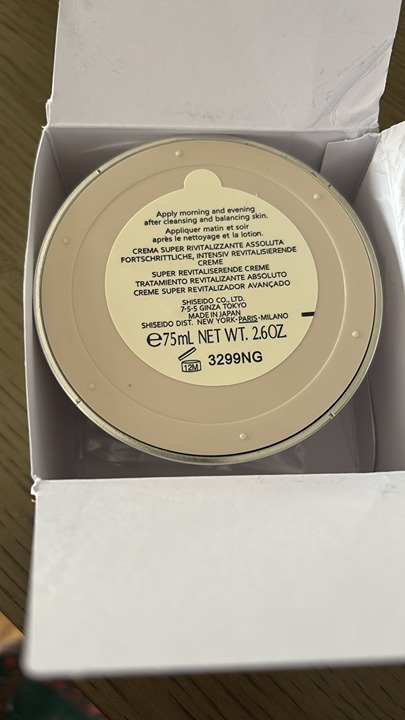 Apply morning and evening
after cleansing and balancing skin.
Appliquer matin et soir
après le nettoyage et la lotion.
CREMA SUPER RIVITALIZZANTE ASSOLUTA
FORTSCHRITTLICHE, INTENSIV REVITALISIERENDE
CREME
SUPER REVITALISERENDE CREME
TRATAMIENTO REVITALIZANTE ABSOLUTO
CREME SUPER REVITALIZADOR AVANÇADO
SHISEIDO CO., LTD.
7-5-5 GINZA TOKYO
MADE IN JAPAN
SHISEIDO DIST. NEW YORK·PARIS·MILANO
℮75mL NET WT. 2.6OZ.
12M 3299NG